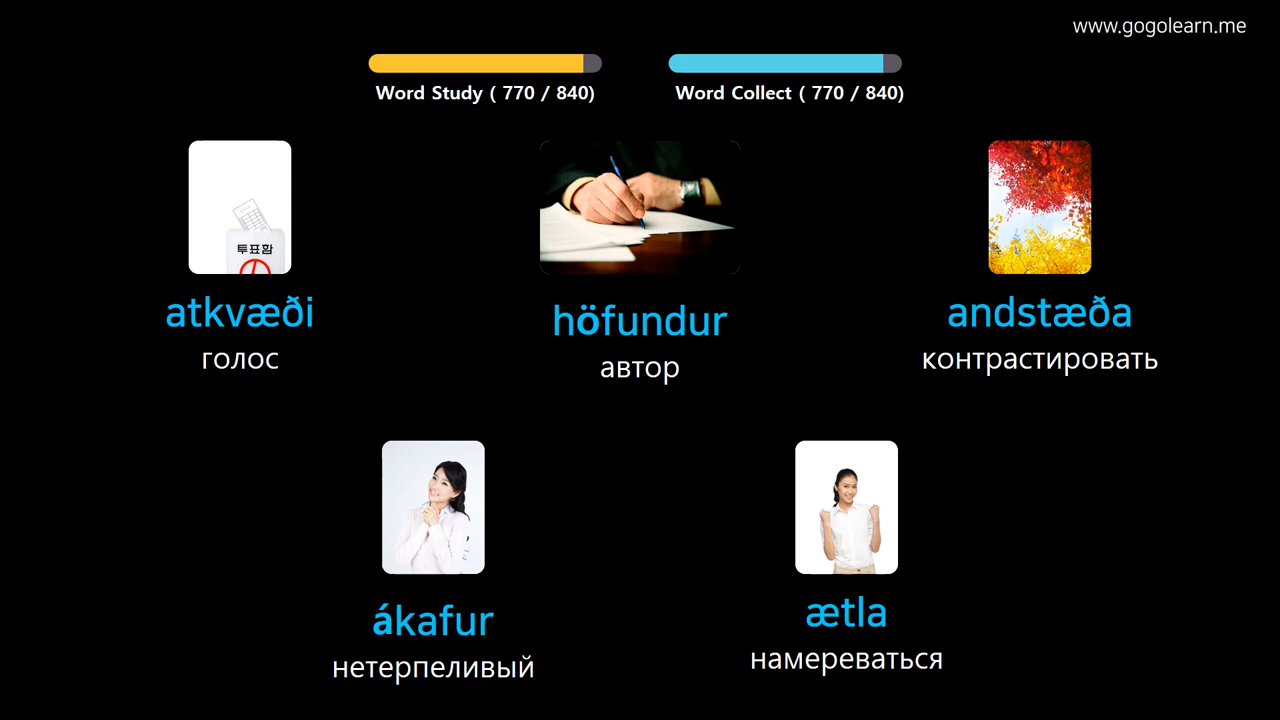 www.gogolearn.me
Word Study ( 770 / 840)
Word Collect ( 770 / 840)
투표함
atkvæði
голос
höfundur
автор
andstæða
контрастировать
ákafur
нетерпеливый
ætla
намереваться